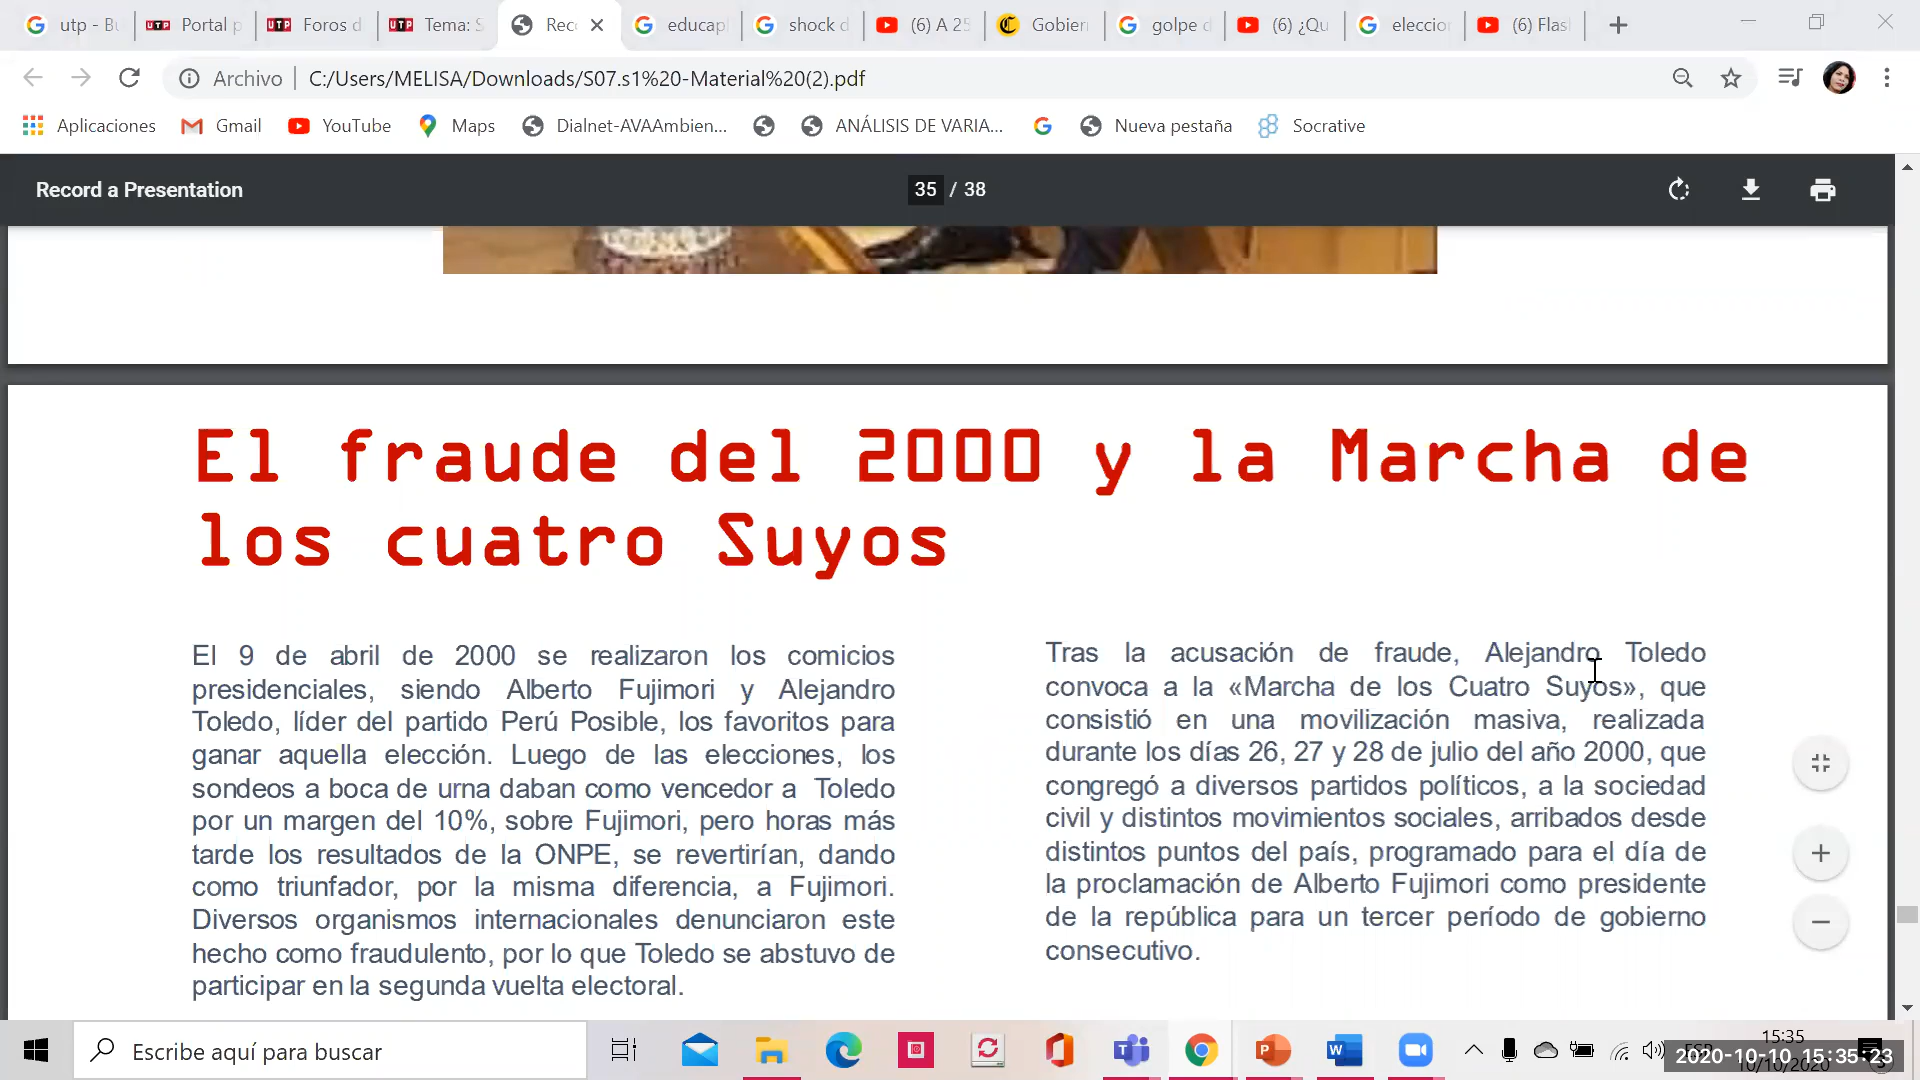 utp - Bu
Portal p
Foros d
Tema: S
Rec
educap
shock d
(6) A 25
Gobier
golpe d
(6) ¿Qu
eleccio
(6) Flas
Archivo
C:/Users/MELISA/Downloads/S07.s1%20-Material%20(2).pdf
Aplicaciones
Gmail
YouTube
Maps
Dialnet-AVAAmbien...
ANÁLISIS DE VARIA...
Nueva pestaña
Socrative
Record a Presentation
35 / 38
El fraude del 2000 y la Marcha de
los cuatro Suyos
El 9 de abril de 2000 se realizaron los comicios
presidenciales, siendo Alberto Fujimori y Alejandro
Toledo, líder del partido Perú Posible, los favoritos para
ganar aquella elección. Luego de las elecciones, los
sondeos a boca de urna daban como vencedor a Toledo
por un margen del 10%, sobre Fujimori, pero horas más
tarde los resultados de la ONPE, se revertirían, dando
como triunfador, por la misma diferencia, a Fujimori.
Diversos organismos internacionales denunciaron este
hecho como fraudulento, por lo que Toledo se abstuvo de
participar en la segunda vuelta electoral.
Tras la acusación de fraude, Alejandro Toledo
convoca a la «Marcha de los Cuatro Suyos», que
consistió en una movilización masiva, realizada
durante los días 26, 27 y 28 de julio del año 2000, que
congregó a diversos partidos políticos, a la sociedad
civil y distintos movimientos sociales, arribados desde
distintos puntos del país, programado para el día de
la proclamación de Alberto Fujimori como presidente
de la república para un tercer período de gobierno
consecutivo.
Escribe aquí para buscar
15:35
10/10/2020
2020-10-10 15:35:23